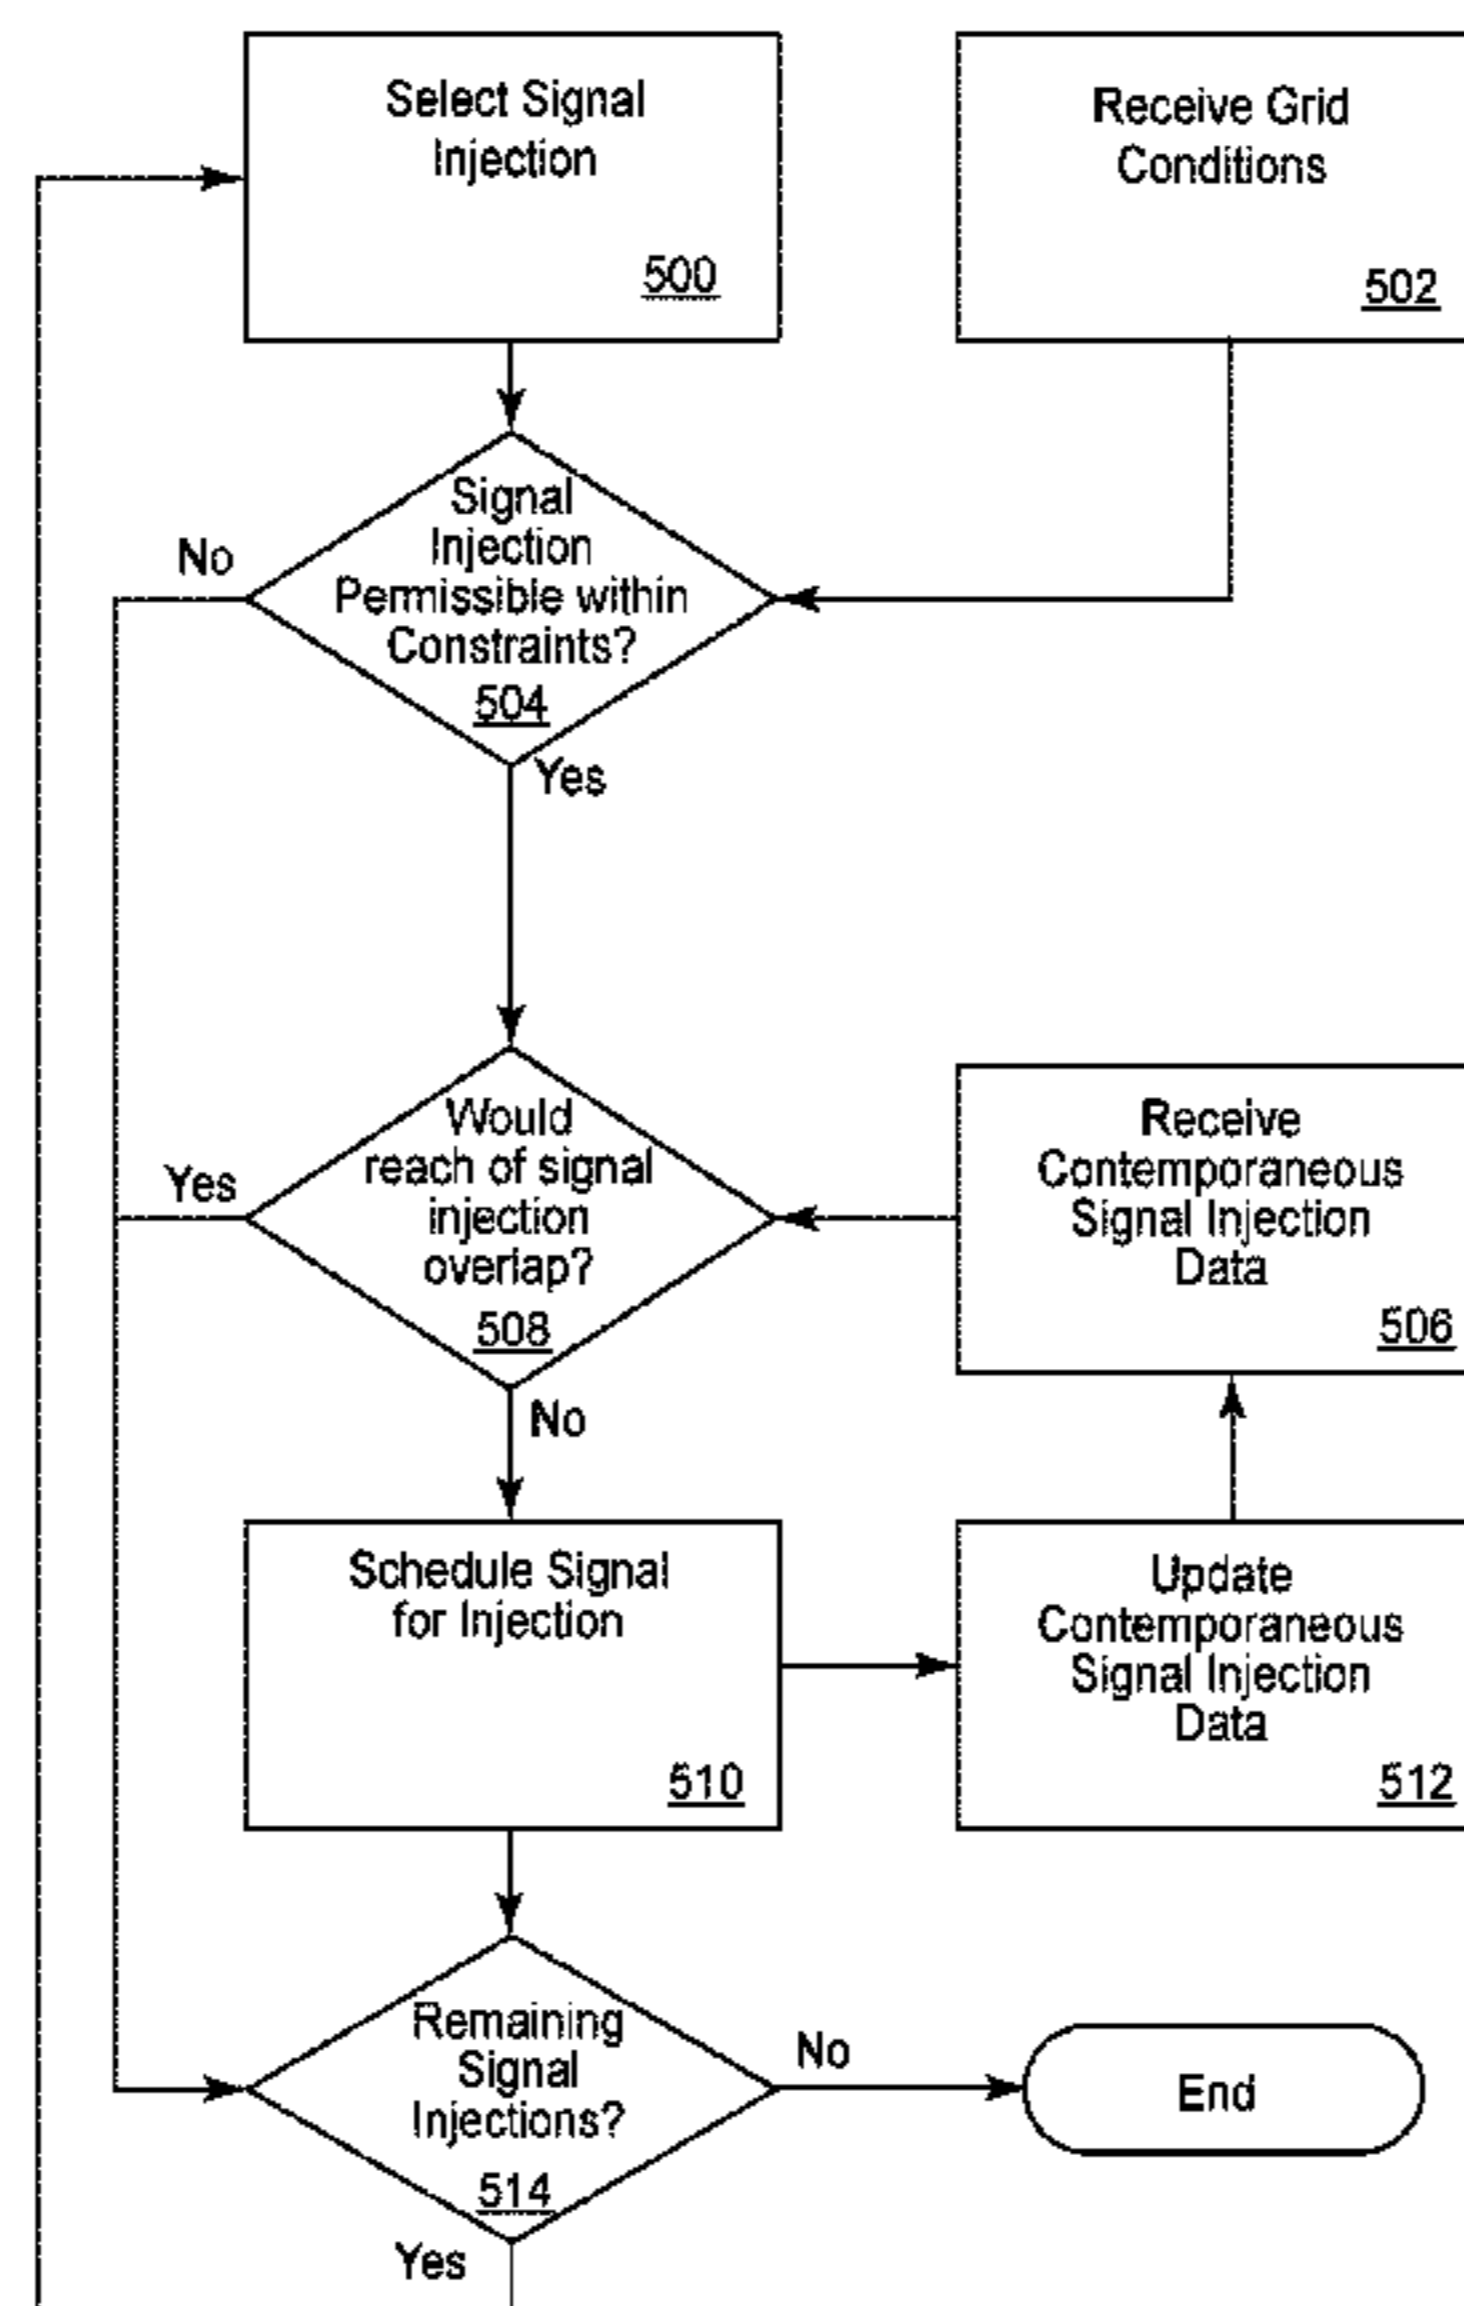 Select Signal
Injection
500
Receive Grid
Conditions
502
Signal
Injection
Permissible within
Constraints?
504
No
Yes
Would
reach of signal
injection
overlap?
508
Yes
No
Receive
Contemporaneous
Signal Injection
Data
506
Schedule Signal
for Injection
510
Update
Contemporaneous
Signal Injection
Data
512
Remaining
Signal
Injections?
514
No
End
Yes